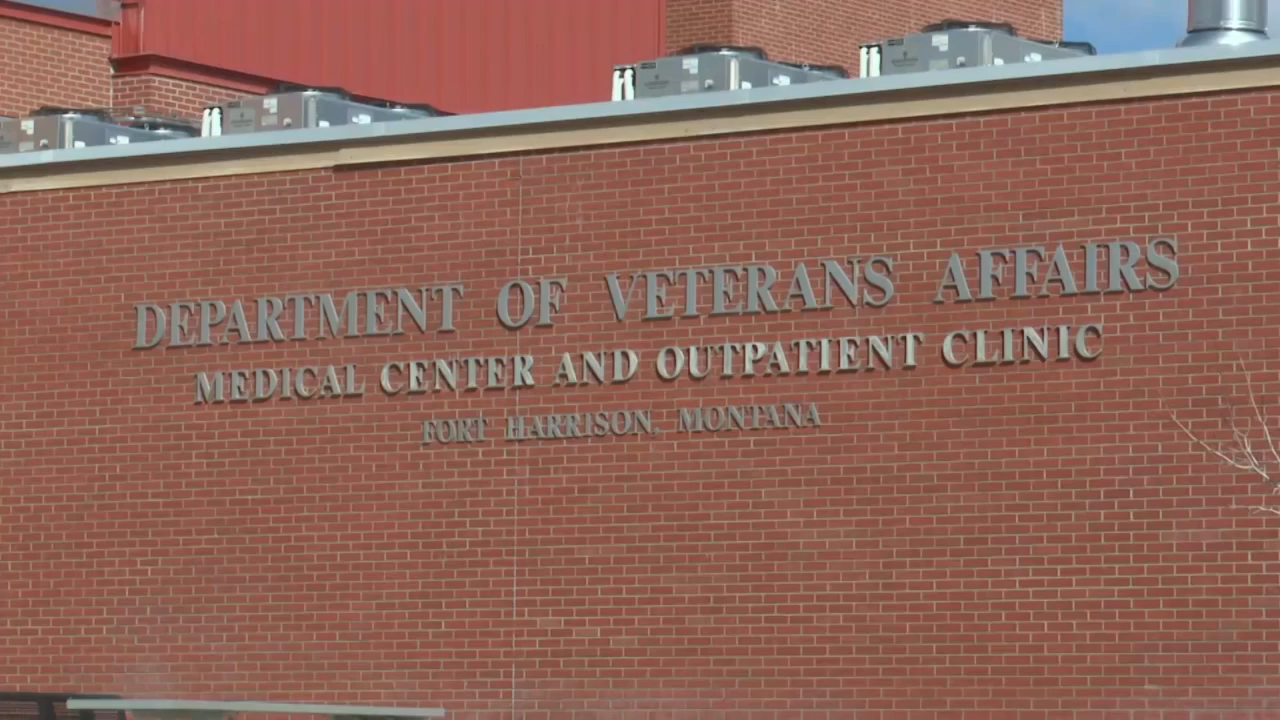 DEPARTMENT OF VETERANS AFFAIRS
MEDICAL CENTER AND OUTPATIENT CLINIC
FORT HARRISON, MONTANA